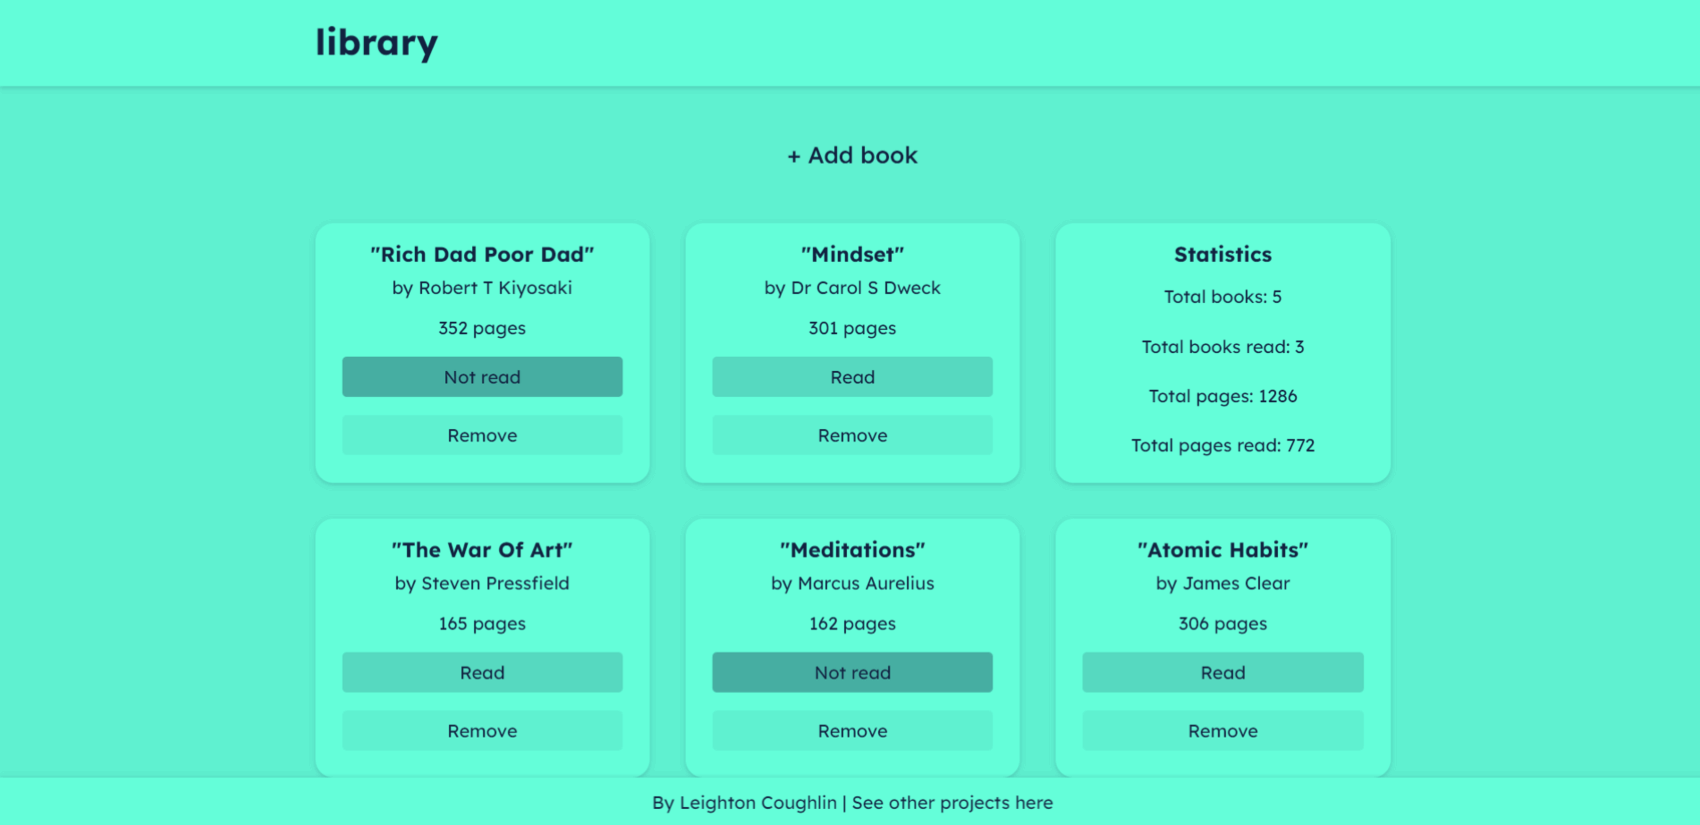 library
+ Add book
"Rich Dad Poor Dad"
by Robert T Kiyosaki
352 pages
Not read
Remove
"Mindset"
by Dr Carol S Dweck
301 pages
Read
Remove
Statistics
Total books: 5
Total books read: 3
Total pages: 1286
Total pages read: 772
"The War Of Art"
by Steven Pressfield
165 pages
Read
Remove
"Meditations"
by Marcus Aurelius
162 pages
Not read
Remove
"Atomic Habits"
by James Clear
306 pages
Read
Remove
By Leighton Coughlin | See other projects here